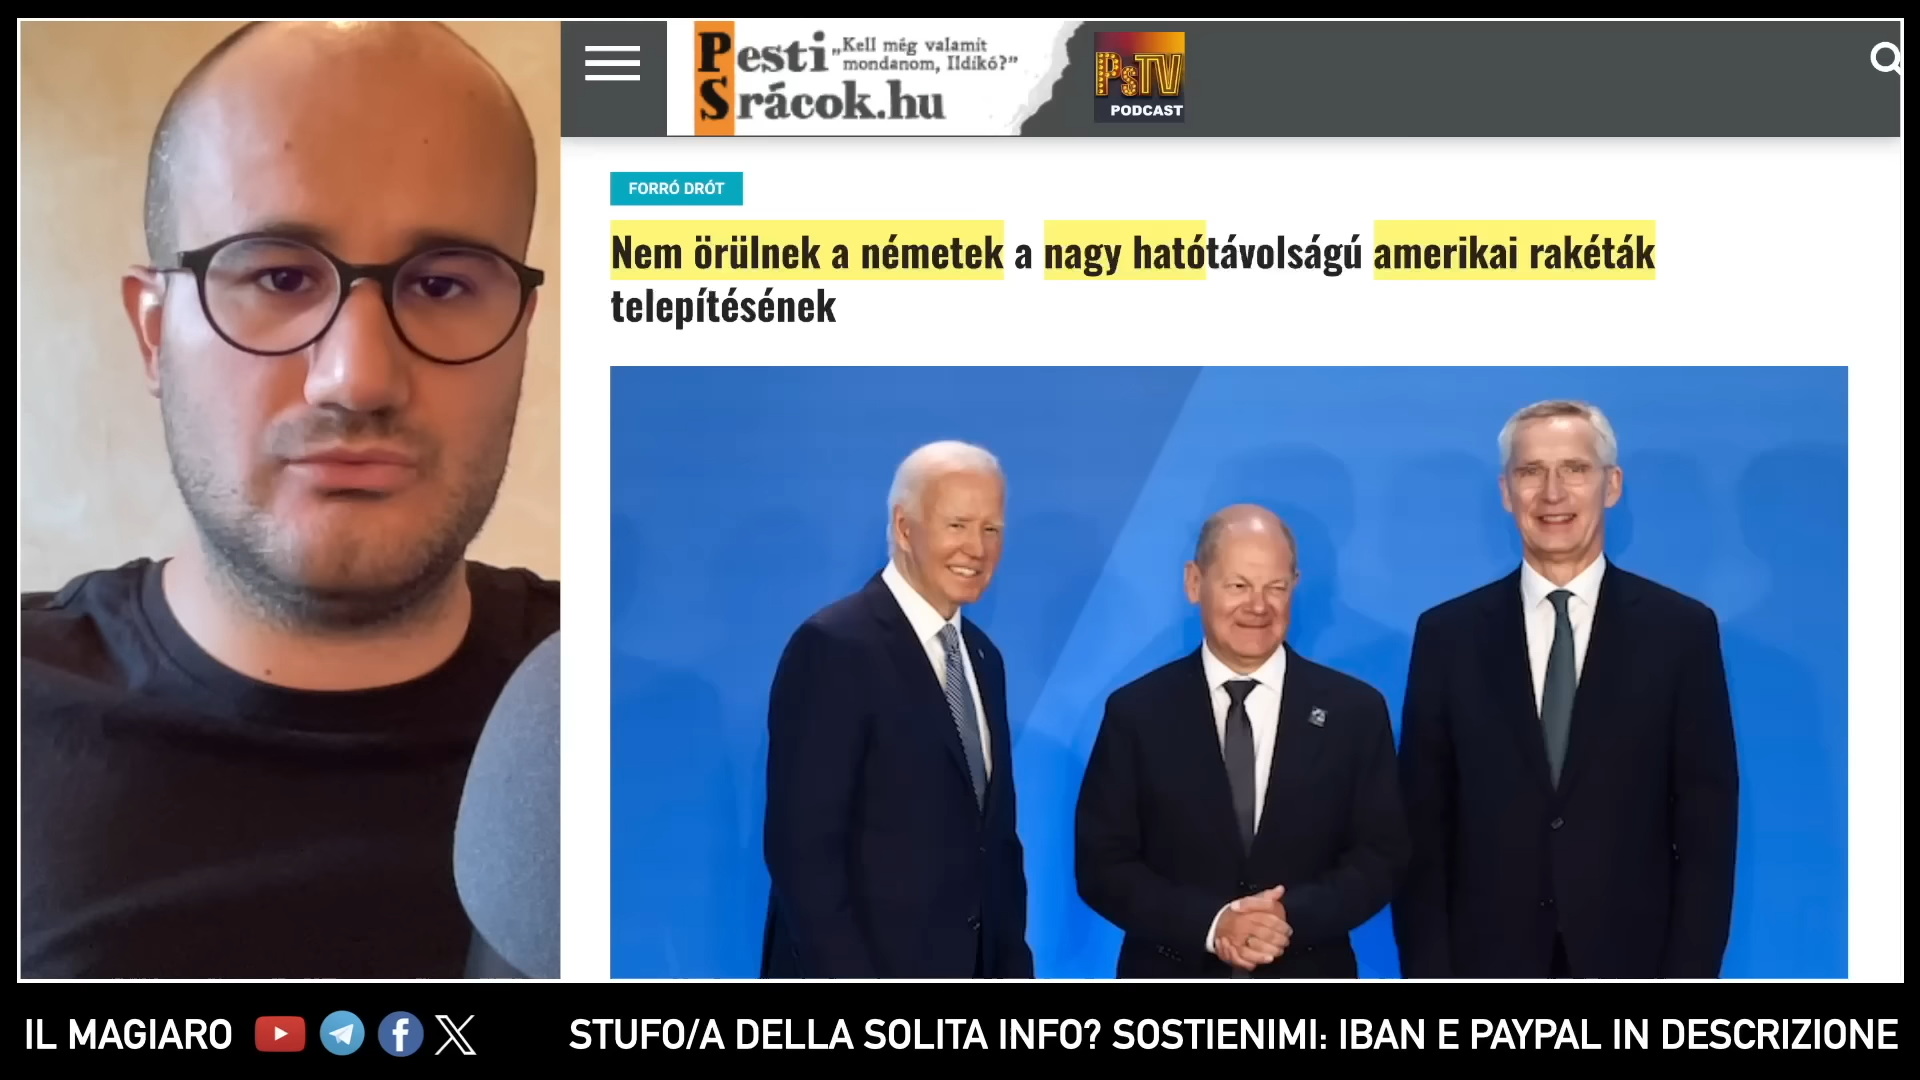 Pesti Srácok.hu
„Kell még valamit
mondanom, Ildikó?”
PSTV
PODCAST
FORRÓ DRÓT
Nem örülnek a németek a nagy hatótávolságú amerikai rakéták
telepítésének
IL MAGIARO
STUFO/A DELLA SOLITA INFO? SOSTIENIMI: IBAN E PAYPAL IN DESCRIZIONE